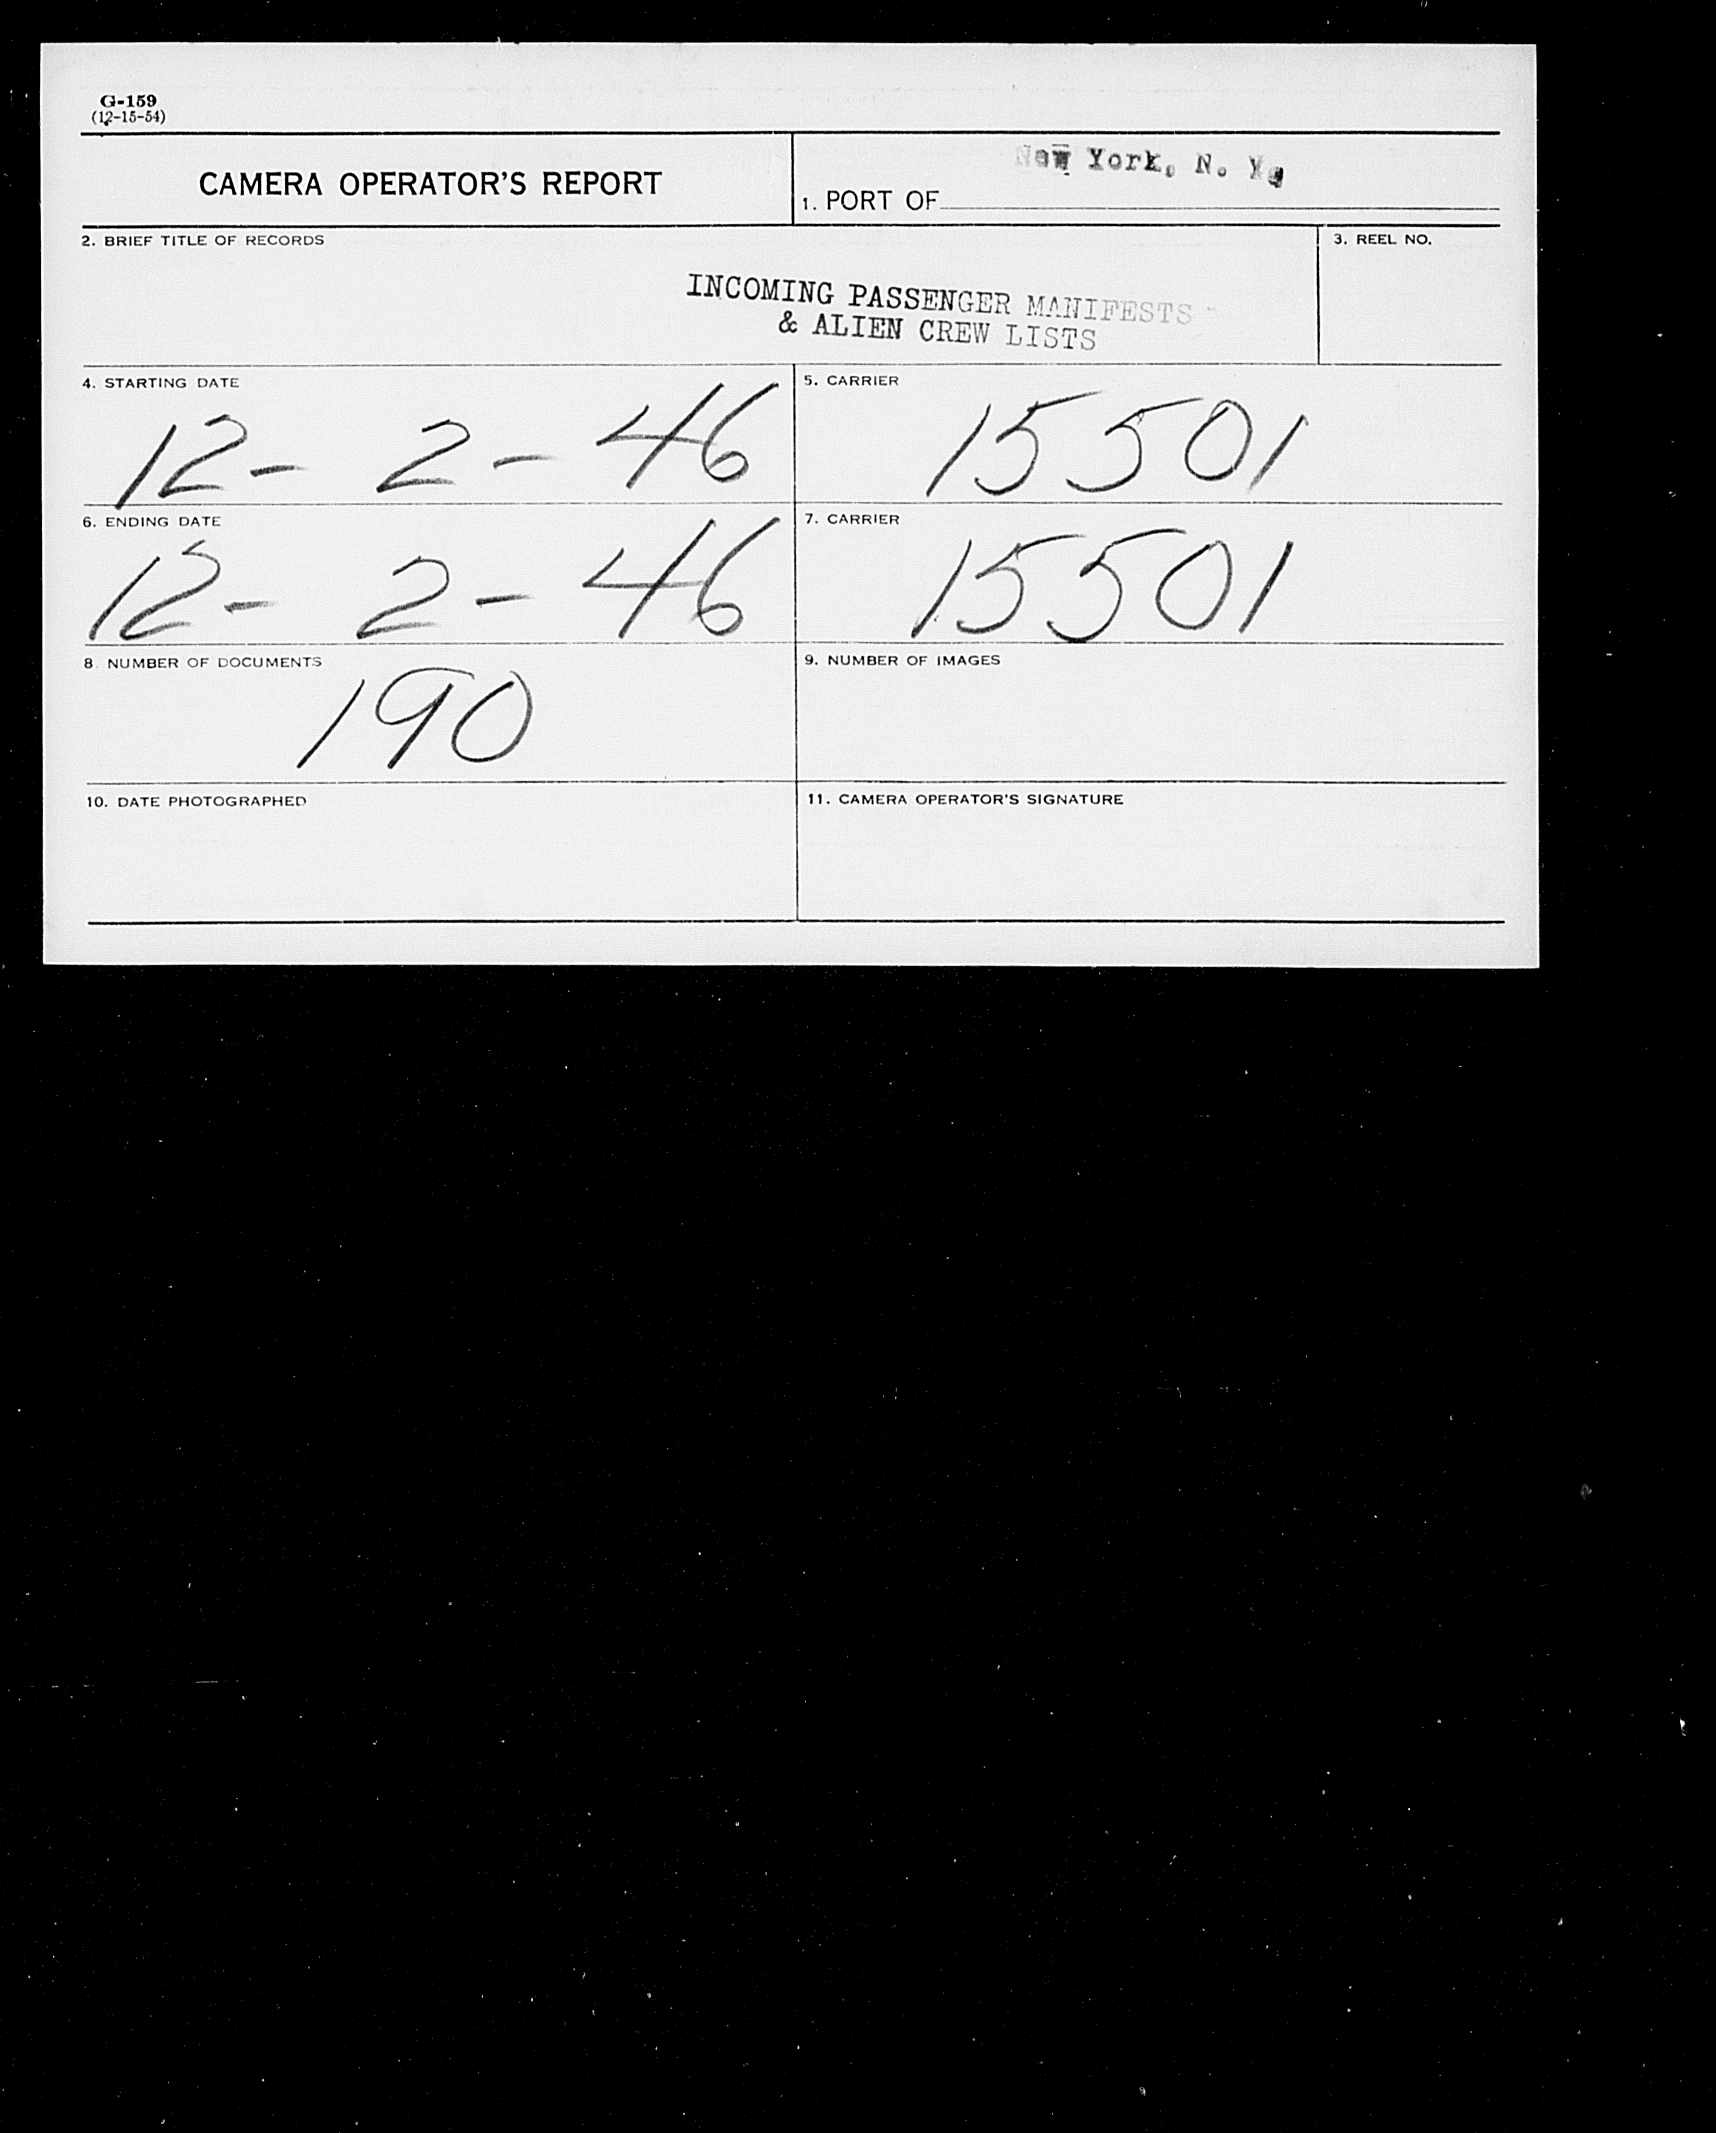 G-159
(12-15-54)
CAMERA OPERATOR'S REPORT
New York, N. Y.
1. PORT OF
2. BRIEF TITLE OF RECORDS
3. REEL NO.
INCOMING PASSENGER MANIFESTS
& ALIEN CREW LISTS
4. STARTING DATE
12- 2-46
5. CARRIER
15501
6. ENDING DATE
12- 2-46
7. CARRIER
15501
8. NUMBER OF DOCUMENTS
190
9. NUMBER OF IMAGES
10. DATE PHOTOGRAPHED
11. CAMERA OPERATOR'S SIGNATURE